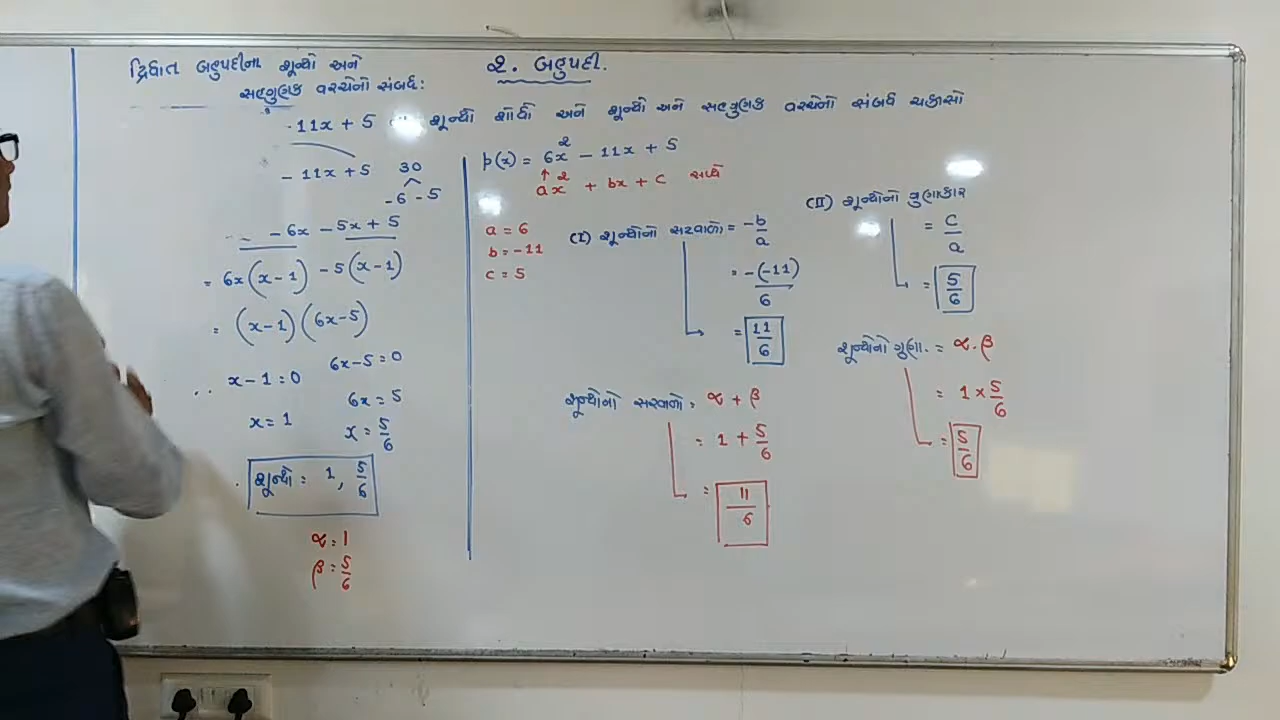 ૨. બહુપદી.
દ્વિઘાત બહુપદીના શૂન્યો અને
સહગુણક વચ્ચેનો સંબંધ:
-11x + 5 શૂન્યો શોધો અને શૂન્યો અને સહગુણક વચ્ચેનો સંબંધ ચકાસો
- 11x + 5 30
-6 -5
- -6x - 5x + 5
= 6x(x-1) -5(x-1)
= (x-1)(6x-5)
∴ x-1=0 6x-5=0
x=1 6x=5
x=5/6
શૂન્યો: 1, 5/6
α=1
β=5/6
p(x) = 6x² - 11x + 5
↑
ax² + bx + c સાથે
a = 6
b = -11
c = 5
(I) શૂન્યોનો સરવાળો = -b/a
= -(-11)/6
= 11/6
શૂન્યોનો સરવાળો = α + β
= 1 + 5/6
= 11/6
(II) શૂન્યોનો ગુણાકાર
= c/a
= 5/6
શૂન્યોનો ગુણા. = α.β
= 1 × 5/6
= 5/6